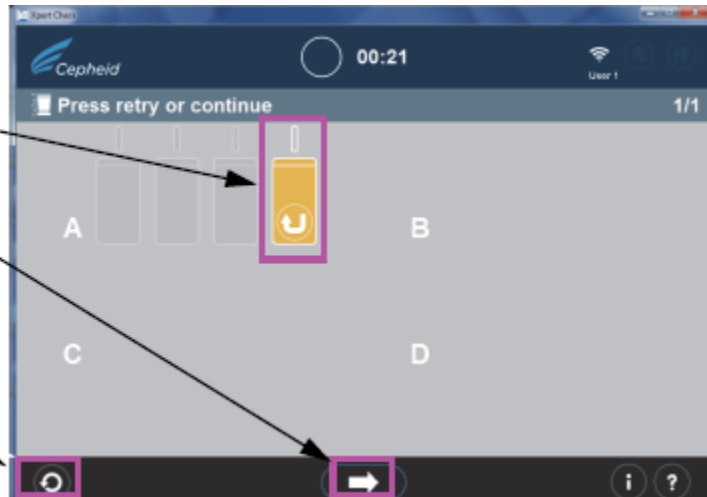 Xpert Check
Cepheid
00:21
User 1
Press retry or continue
1/1
A
B
C
D
i
?